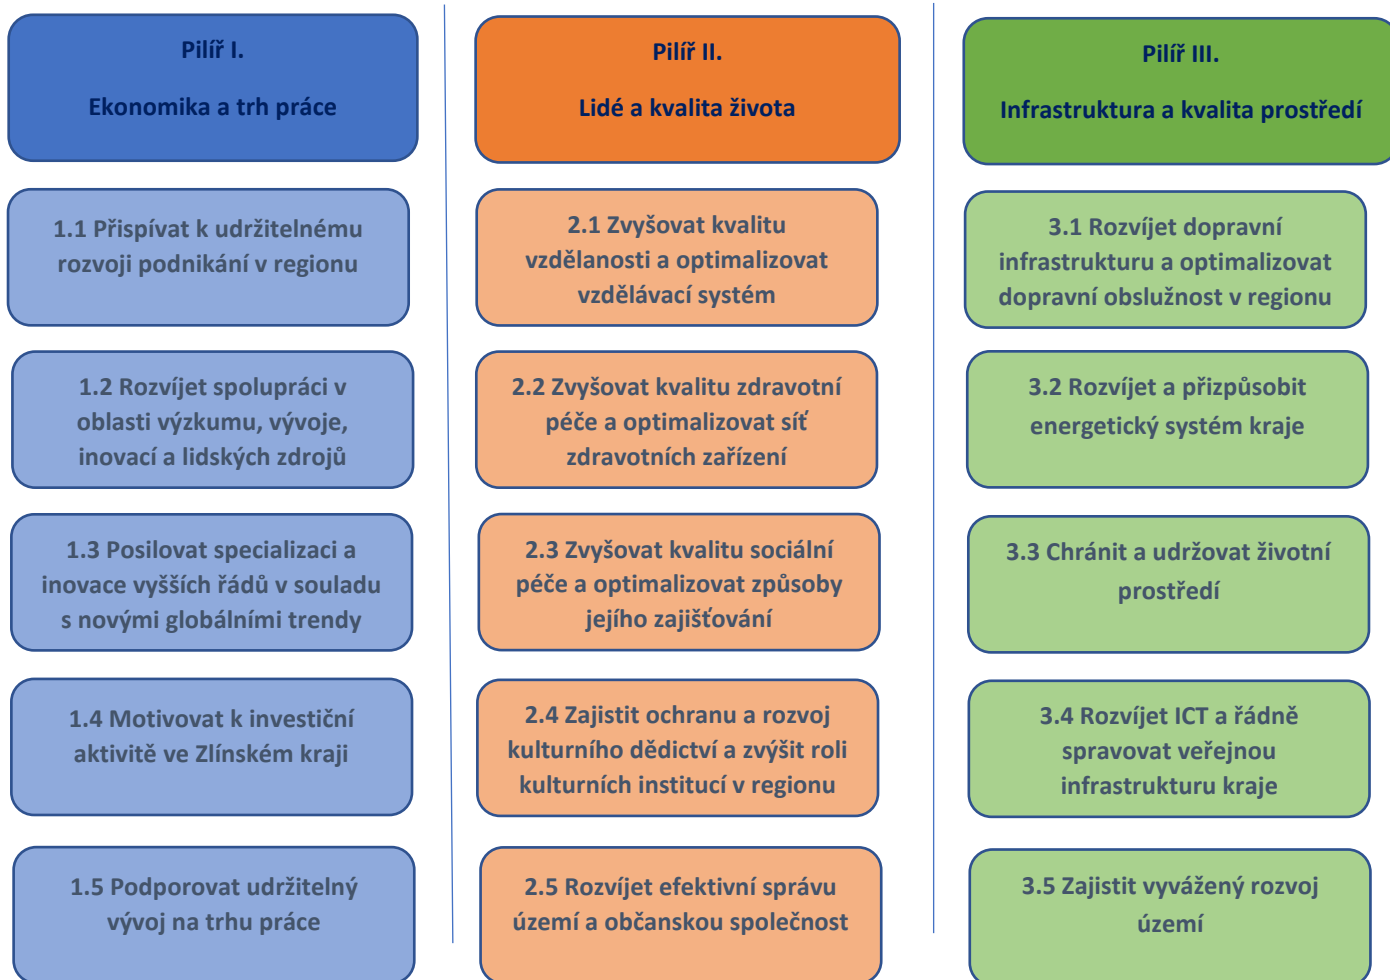 Pilíř I.
Ekonomika a trh práce
1.1 Přispívat k udržitelnému
rozvoji podnikání v regionu
1.2 Rozvíjet spolupráci v
oblasti výzkumu, vývoje,
inovací a lidských zdrojů
1.3 Posilovat specializaci a
inovace vyšších řádů v souladu
s novými globálními trendy
1.4 Motivovat k investiční
aktivitě ve Zlínském kraji
1.5 Podporovat udržitelný
vývoj na trhu práce
Pilíř II.
Lidé a kvalita života
2.1 Zvyšovat kvalitu
vzdělanosti a optimalizovat
vzdělávací systém
2.2 Zvyšovat kvalitu zdravotní
péče a optimalizovat síť
zdravotních zařízení
2.3 Zvyšovat kvalitu sociální
péče a optimalizovat způsoby
jejího zajišťování
2.4 Zajistit ochranu a rozvoj
kulturního dědictví a zvýšit roli
kulturních institucí v regionu
2.5 Rozvíjet efektivní správu
území a občanskou společnost
Pilíř III.
Infrastruktura a kvalita prostředí
3.1 Rozvíjet dopravní
infrastrukturu a optimalizovat
dopravní obslužnost v regionu
3.2 Rozvíjet a přizpůsobit
energetický systém kraje
3.3 Chránit a udržovat životní
prostředí
3.4 Rozvíjet ICT a řádně
spravovat veřejnou
infrastrukturu kraje
3.5 Zajistit vyvážený rozvoj
území